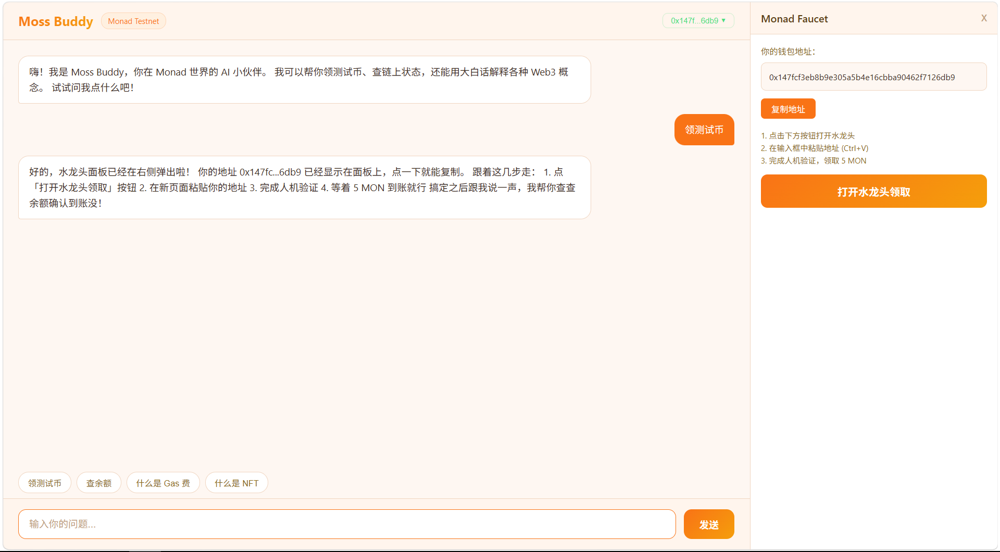 Moss Buddy
Monad Testnet
0x147f...6db9 ▼
嗨！我是 Moss Buddy，你在 Monad 世界的 AI 小伙伴。 我可以帮你领测试币、查链上状态，还能用大白话解释各种 Web3 概
念。 试试问我点什么吧！
领测试币
好的，水龙头面板已经在右侧弹出啦！ 你的地址 0x147fc...6db9 已经显示在面板上，点一下就能复制。 跟着这几步走： 1. 点
「打开水龙头领取」按钮 2. 在新页面粘贴你的地址 3. 完成人机验证 4. 等着 5 MON 到账就行 搞定之后跟我说一声，我帮你查查
余额确认到账没！
领测试币
查余额
什么是 Gas 费
什么是 NFT
输入你的问题...
发送
Monad Faucet
X
你的钱包地址：
0x147fcf3eb8b9e305a5b4e16cbba90462f7126db9
复制地址
1. 点击下方按钮打开水龙头
2. 在输入框中粘贴地址 (Ctrl+V)
3. 完成人机验证，领取 5 MON
打开水龙头领取